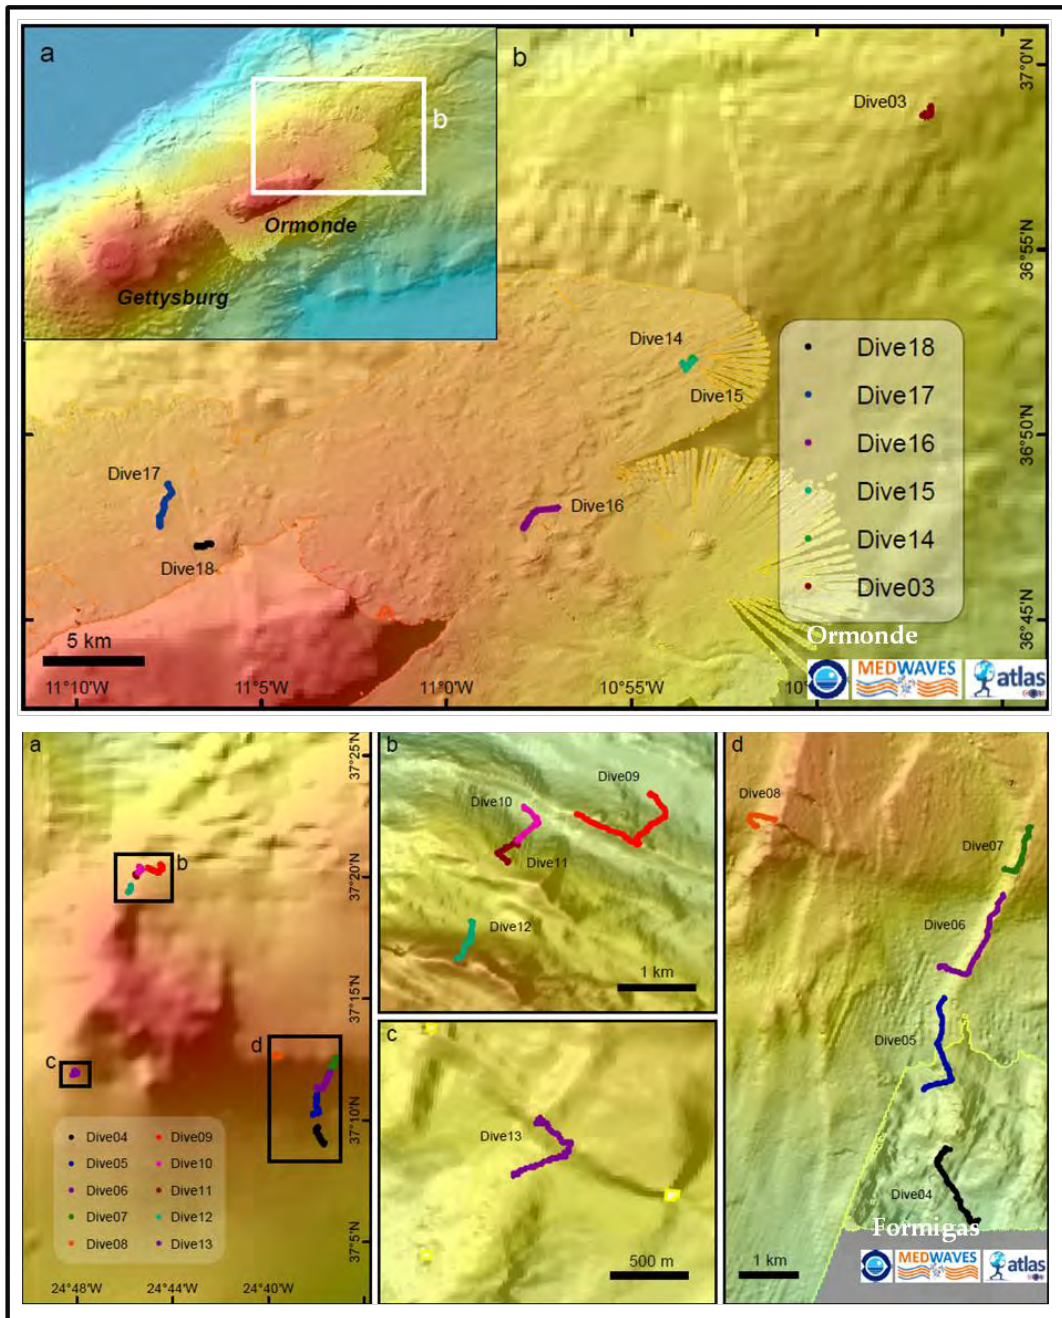 a
b
b
Ormonde
Gettysburg
Dive03
Dive14
Dive15
Dive17
Dive16
Dive18
Dive18
Dive17
Dive16
Dive15
Dive14
Dive03
37°0'N
36°55'N
36°50'N
36°45'N
5 km
Ormonde
MEDWAVES
atlas
11°10'W
11°5'W
11°0'W
10°55'W
10°
a
b
c
d
37°25'N
37°20'N
37°15'N
37°10'N
37°5'N
Dive04
Dive09
Dive05
Dive10
Dive06
Dive11
Dive07
Dive12
Dive08
Dive13
24°48'W
24°44'W
24°40'W
b
Dive09
Dive10
Dive11
Dive12
1 km
c
Dive13
500 m
d
Dive08
Dive07
Dive06
Dive05
Dive04
Formigas
1 km
MEDWAVES
atlas